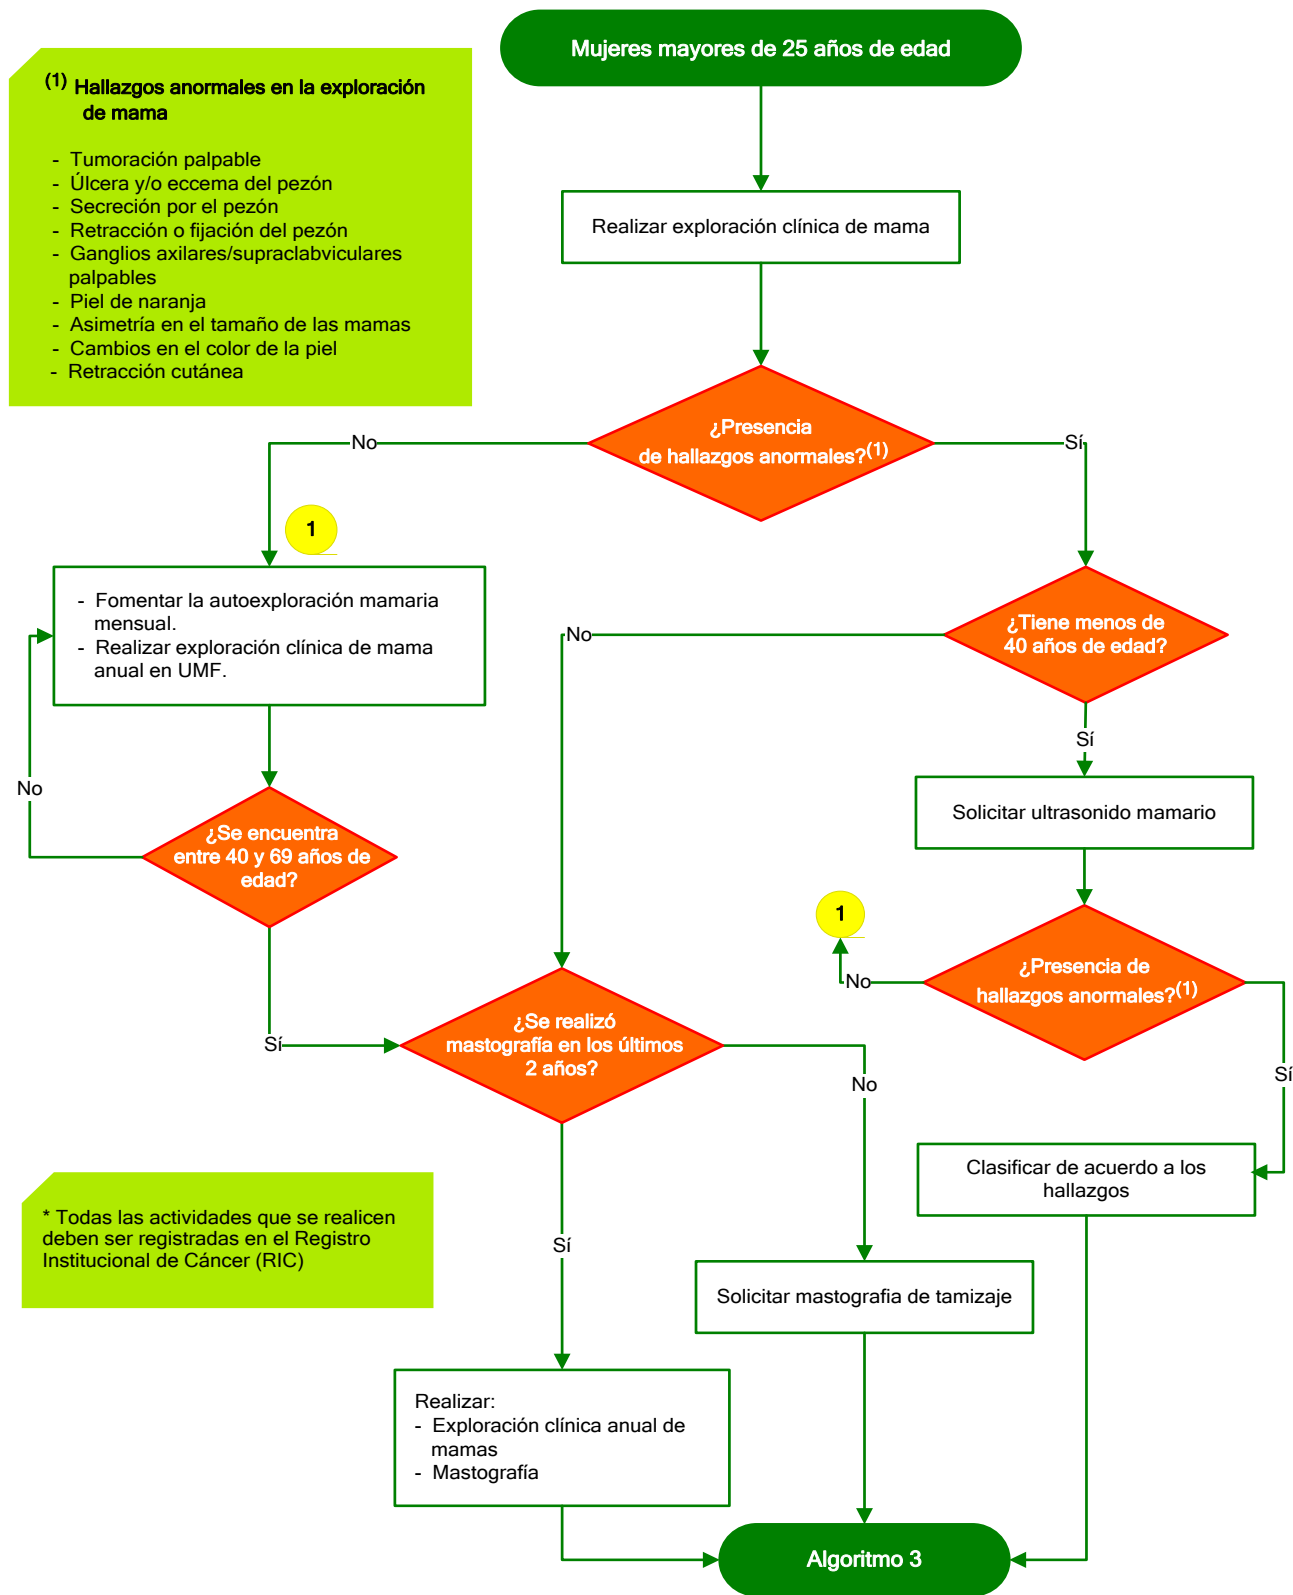 Mujeres mayores de 25 años de edad
(1) Hallazgos anormales en la exploración
de mama
- Tumoración palpable
- Úlcera y/o eccema del pezón
- Secreción por el pezón
- Retracción o fijación del pezón
- Ganglios axilares/supraclabviculares
palpables
- Piel de naranja
- Asimetría en el tamaño de las mamas
- Cambios en el color de la piel
- Retracción cutánea
Realizar exploración clínica de mama
¿Presencia
de hallazgos anormales?(1)
No
Sí
1
- Fomentar la autoexploración mamaria
mensual.
- Realizar exploración clínica de mama
anual en UMF.
¿Tiene menos de
40 años de edad?
No
Sí
No
Solicitar ultrasonido mamario
¿Se encuentra
entre 40 y 69 años de
edad?
1
¿Presencia de
hallazgos anormales?(1)
No
Sí
Sí
¿Se realizó
mastografía en los últimos
2 años?
No
Sí
Clasificar de acuerdo a los
hallazgos
* Todas las actividades que se realicen
deben ser registradas en el Registro
Institucional de Cáncer (RIC)
Solicitar mastografia de tamizaje
Realizar:
- Exploración clínica anual de
mamas
- Mastografía
Algoritmo 3